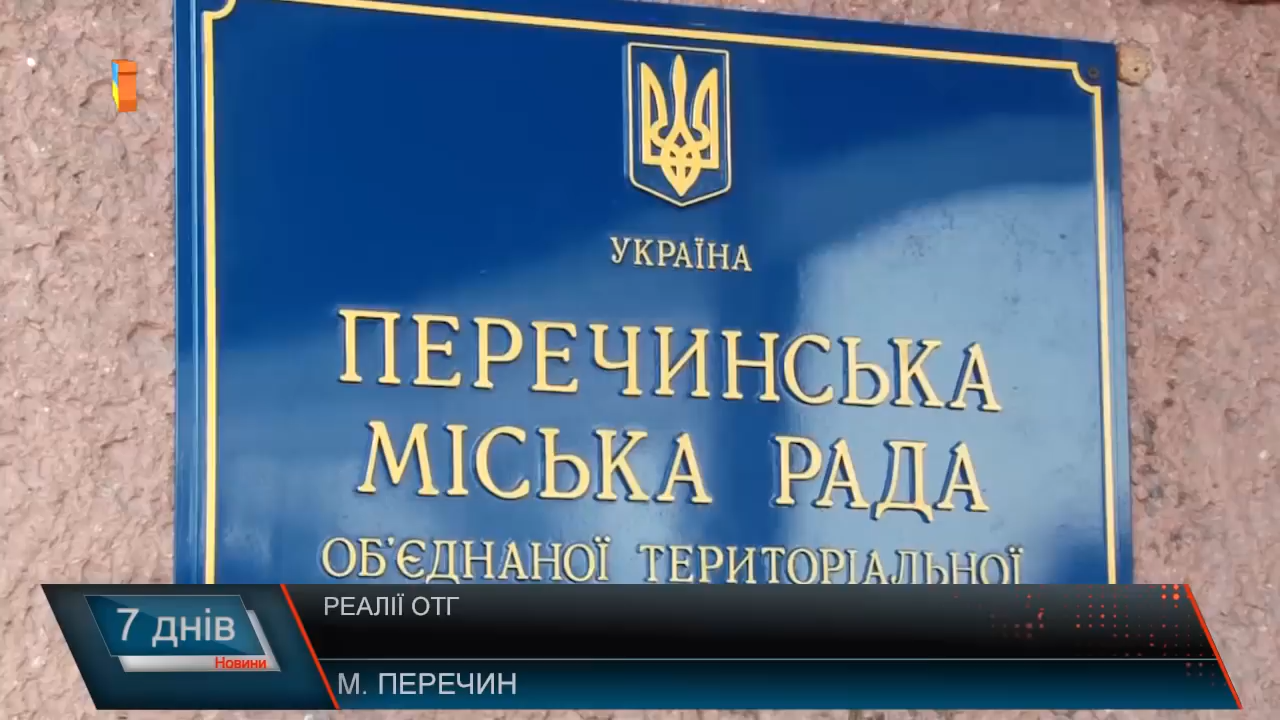 УКРАЇНА
ПЕРЕЧИНСЬКА
МІСЬКА РАДА
ОБ'ЄДНАНОЇ ТЕРИТОРІАЛЬНОЇ
РЕАЛІЇ ОТГ
7 днів
Новини
М. ПЕРЕЧИН